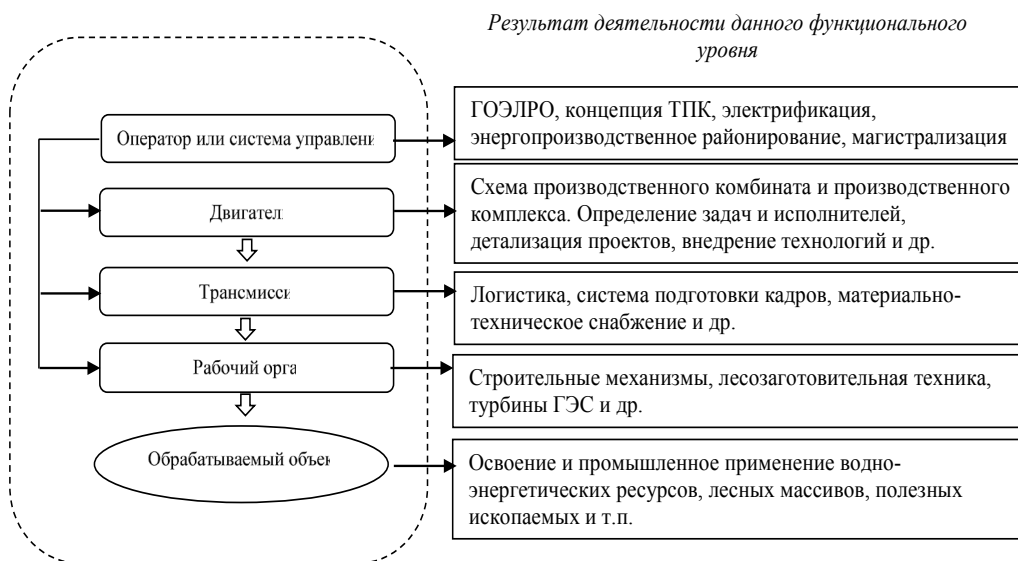 Результат деятельности данного функционального
уровня
Оператор или система управлени
ГОЭЛРО, концепция ТПК, электрификация,
энергопроизводственное районирование, магистрализация
Двигател
Схема производственного комбината и производственного
комплекса. Определение задач и исполнителей,
детализация проектов, внедрение технологий и др.
Трансмисси
Логистика, система подготовки кадров, материально-
техническое снабжение и др.
Рабочий орга
Строительные механизмы, лесозаготовительная техника,
турбины ГЭС и др.
Обрабатываемый объек
Освоение и промышленное применение водно-
энергетических ресурсов, лесных массивов, полезных
ископаемых и т.п.